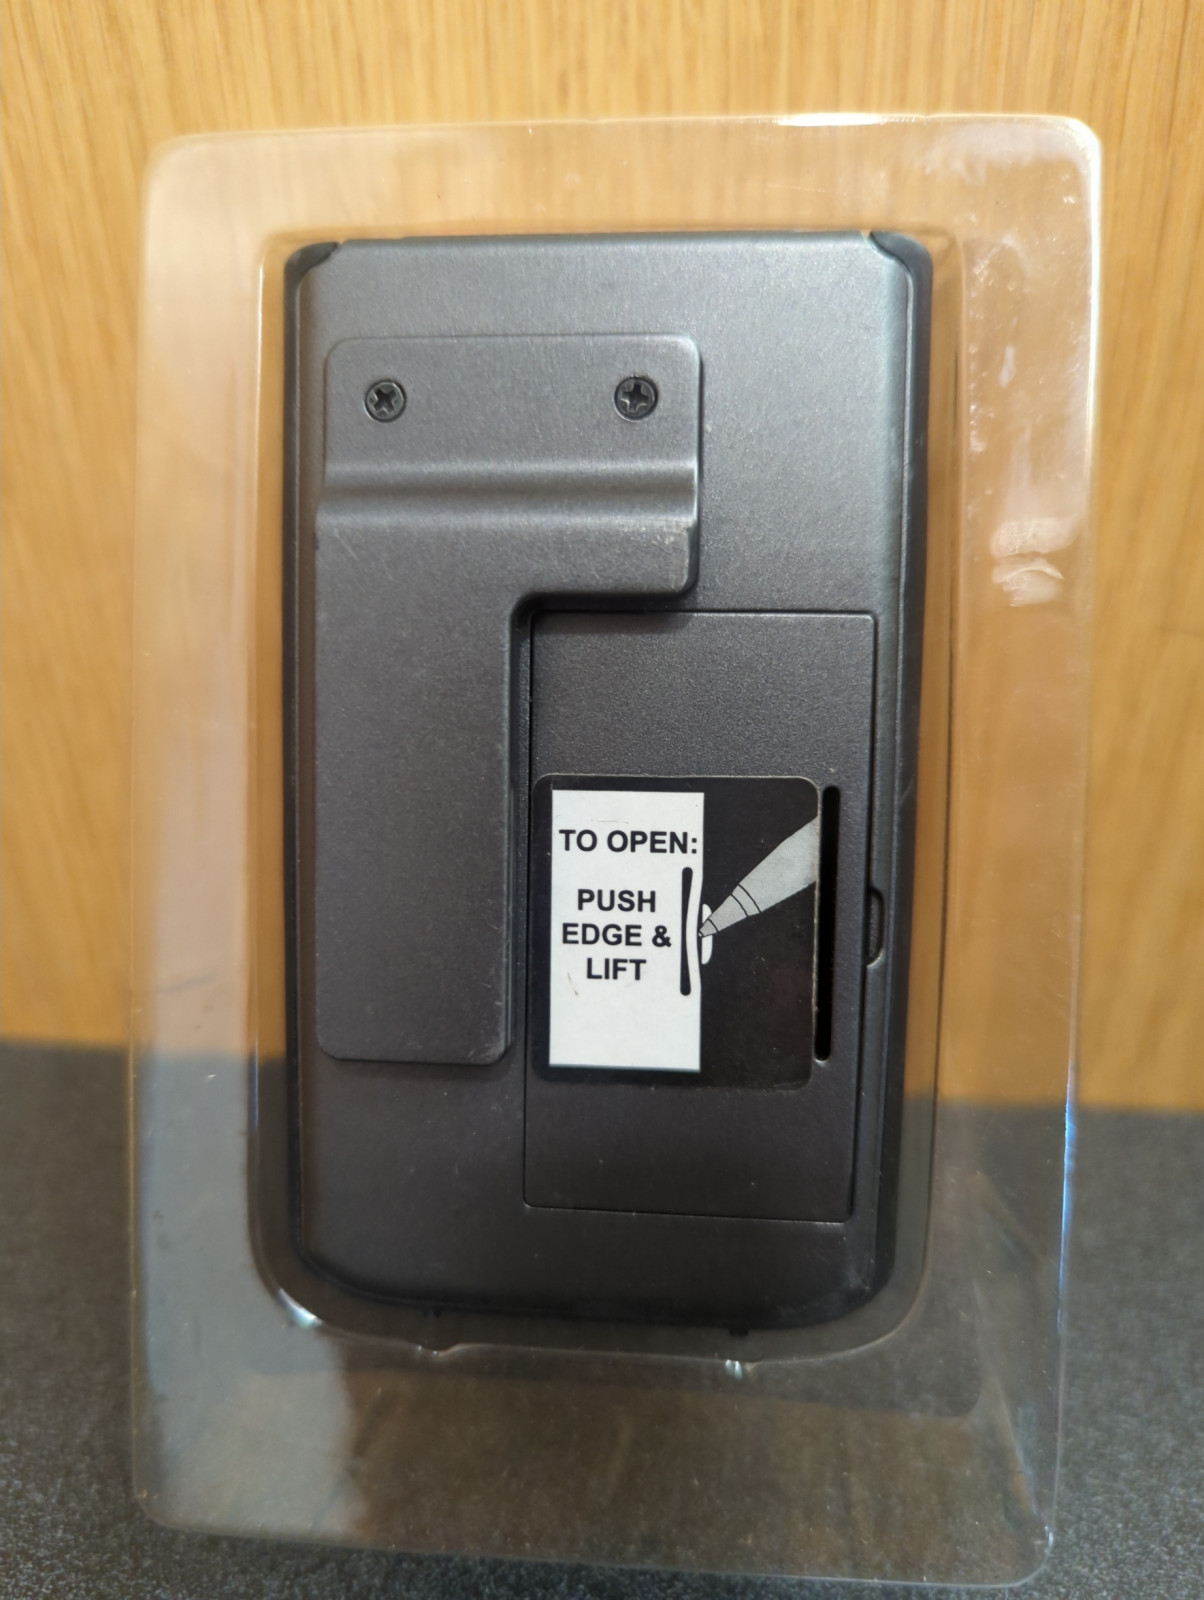 TO OPEN:
PUSH
EDGE &
LIFT